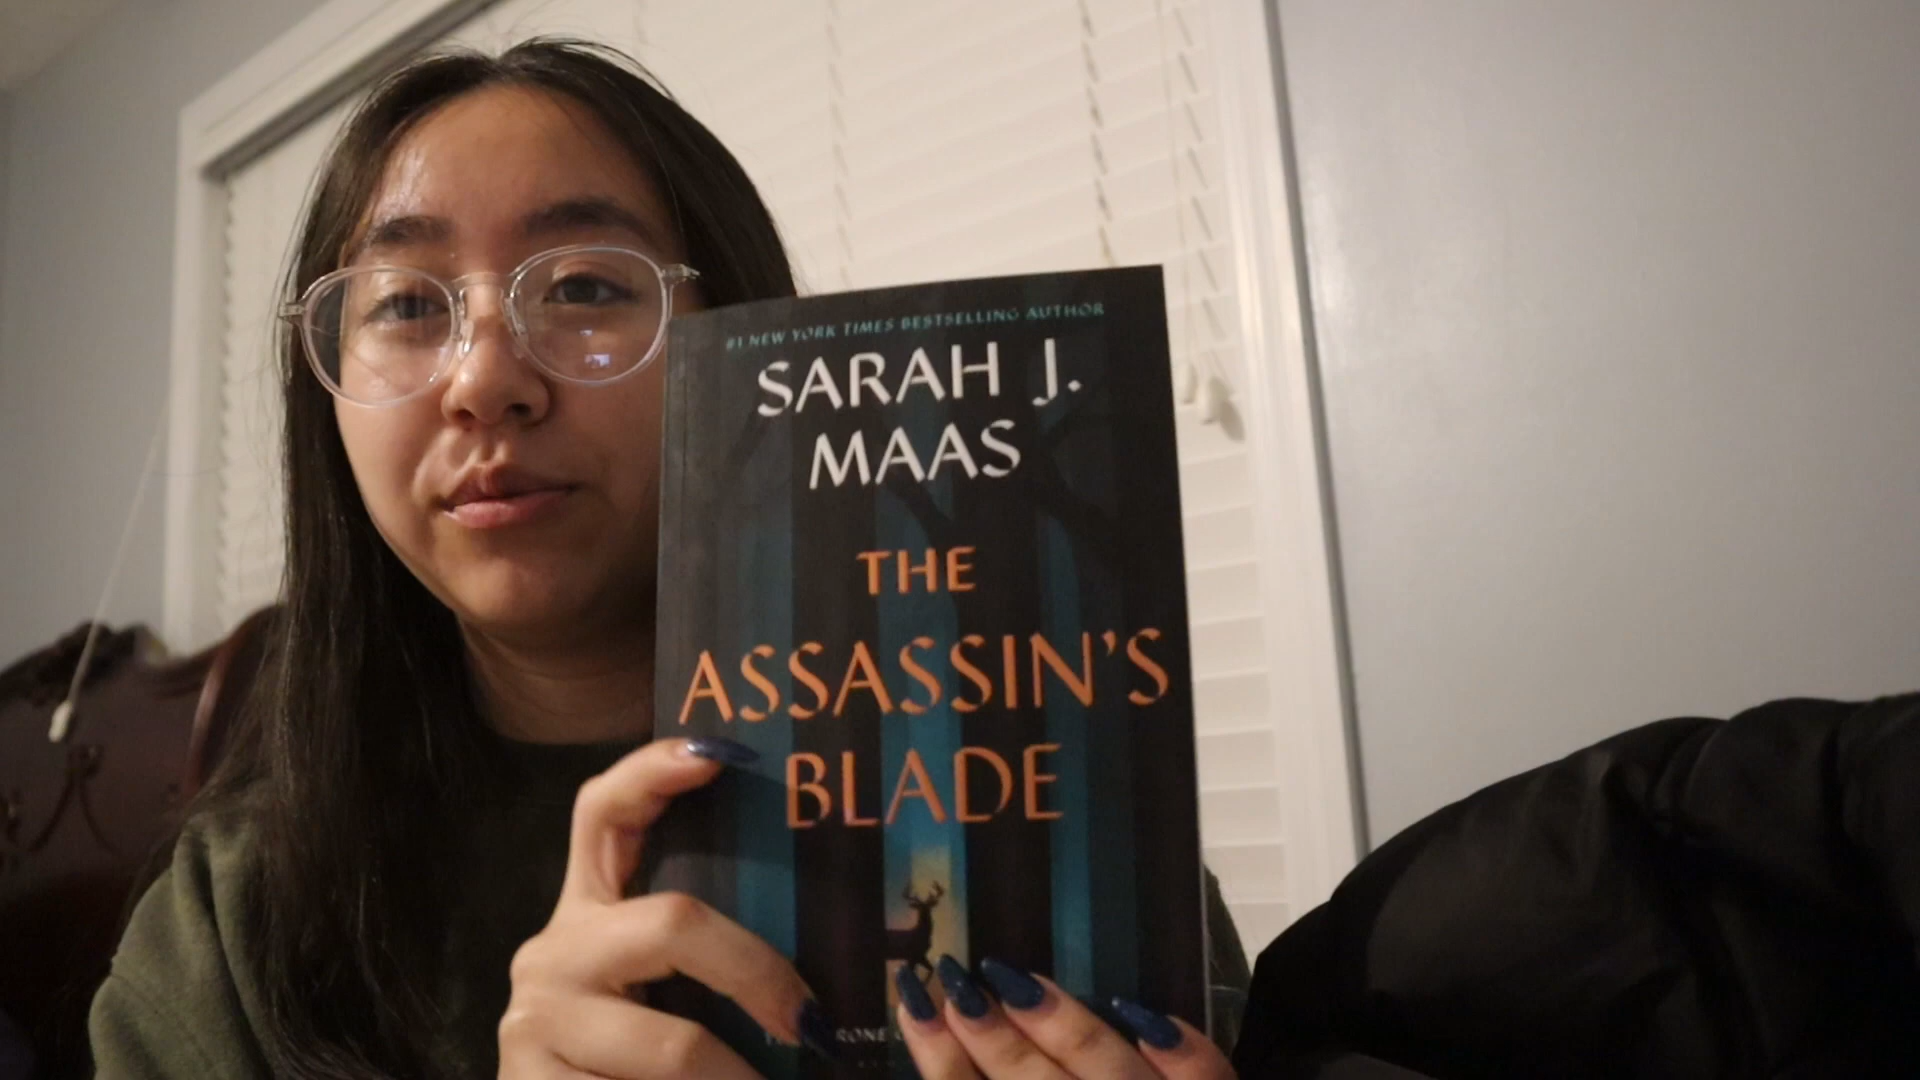 #1 NEW YORK TIMES BESTSELLING AUTHOR
SARAH J.
MAAS
THE
ASSASSIN'S
BLADE